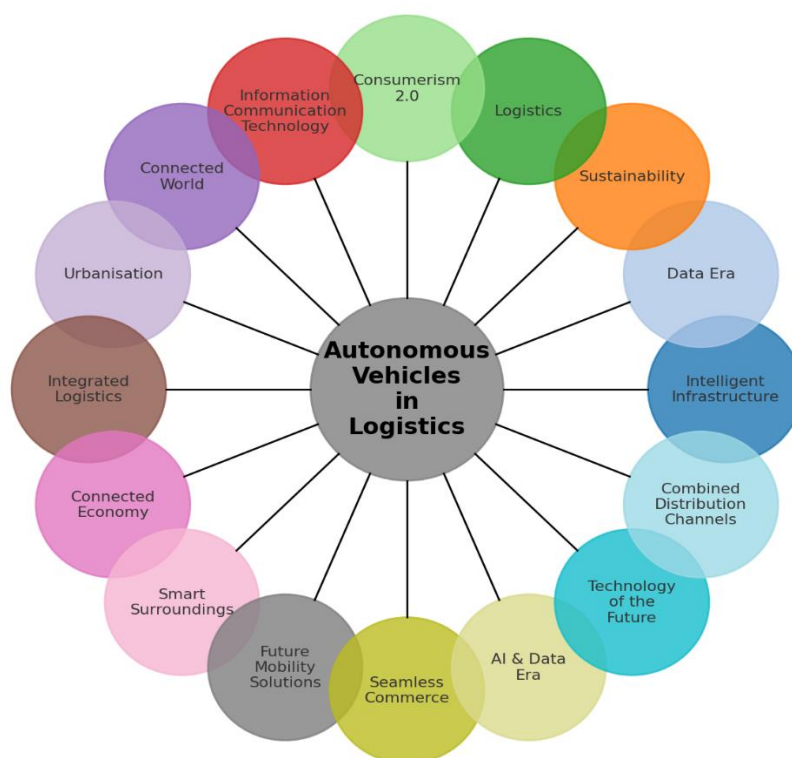 Consumerism
2.0
Information
Communication
Technology
Logistics
Connected
World
Sustainability
Urbanisation
Data Era
Autonomous
Vehicles
in
Logistics
Integrated
Logistics
Intelligent
Infrastructure
Connected
Economy
Combined
Distribution
Channels
Smart
Surroundings
Technology
of the
Future
Future
Mobility
Solutions
Seamless
Commerce
AI & Data
Era